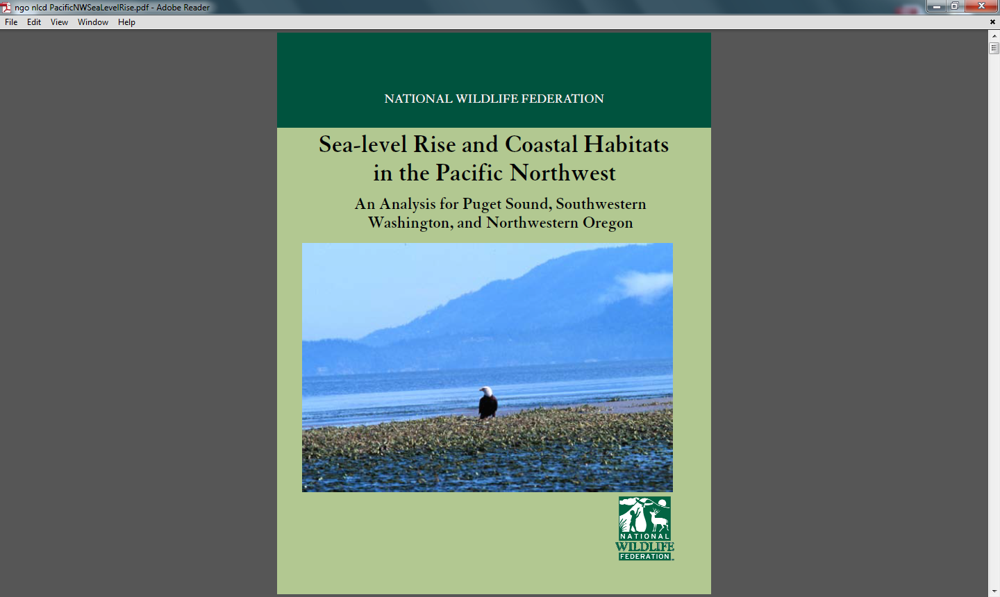 ngo nlcd PacificNWSeaLevelRise.pdf - Adobe Reader
File Edit View Window Help
NATIONAL WILDLIFE FEDERATION
Sea-level Rise and Coastal Habitats
in the Pacific Northwest
An Analysis for Puget Sound, Southwestern
Washington, and Northwestern Oregon
NATIONAL
WILDLIFE
FEDERATION